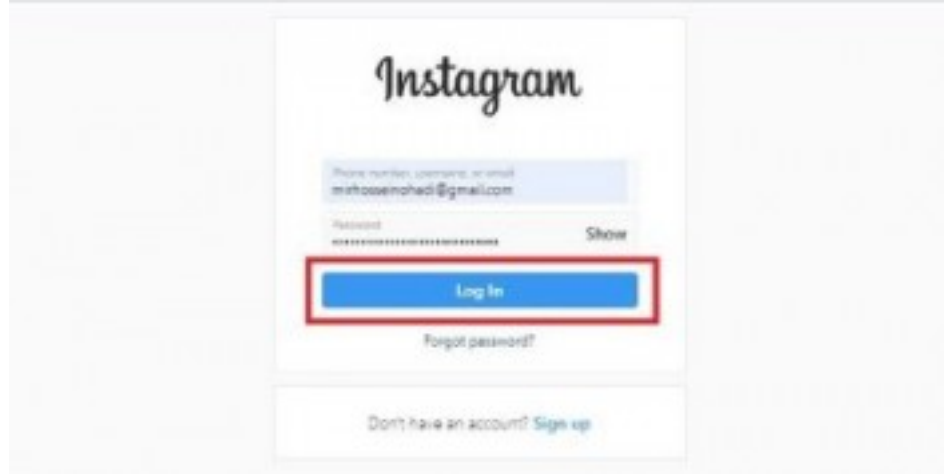 Instagram
Phone number, username, or email
mirhosseinohadi@gmail.com
Password
Show
Log In
Forgot password?
Don't have an account? Sign up